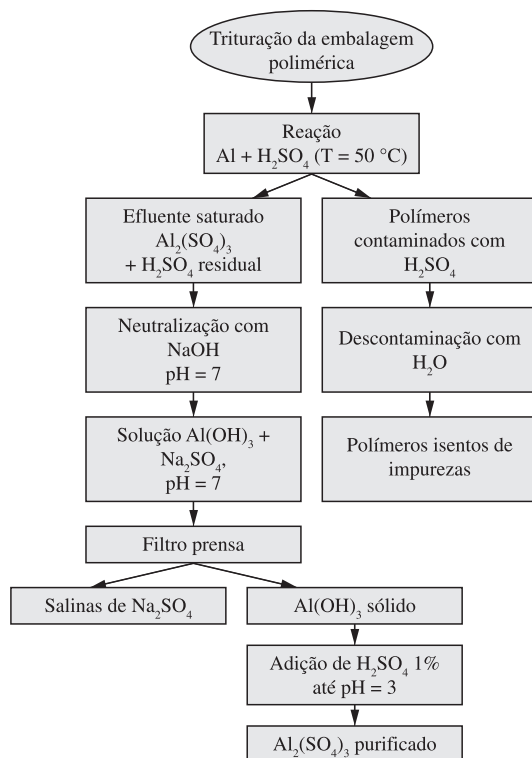 Trituração da embalagem
polimérica
Reação
Al + H₂SO₄ (T = 50 °C)
Efluente saturado
Al₂(SO₄)₃
+ H₂SO₄ residual
Polímeros
contaminados com
H₂SO₄
Neutralização com
NaOH
pH = 7
Descontaminação com
H₂O
Solução Al(OH)₃ +
Na₂SO₄,
pH = 7
Polímeros isentos de
impurezas
Filtro prensa
Salinas de Na₂SO₄
Al(OH)₃ sólido
Adição de H₂SO₄ 1%
até pH = 3
Al₂(SO₄)₃ purificado